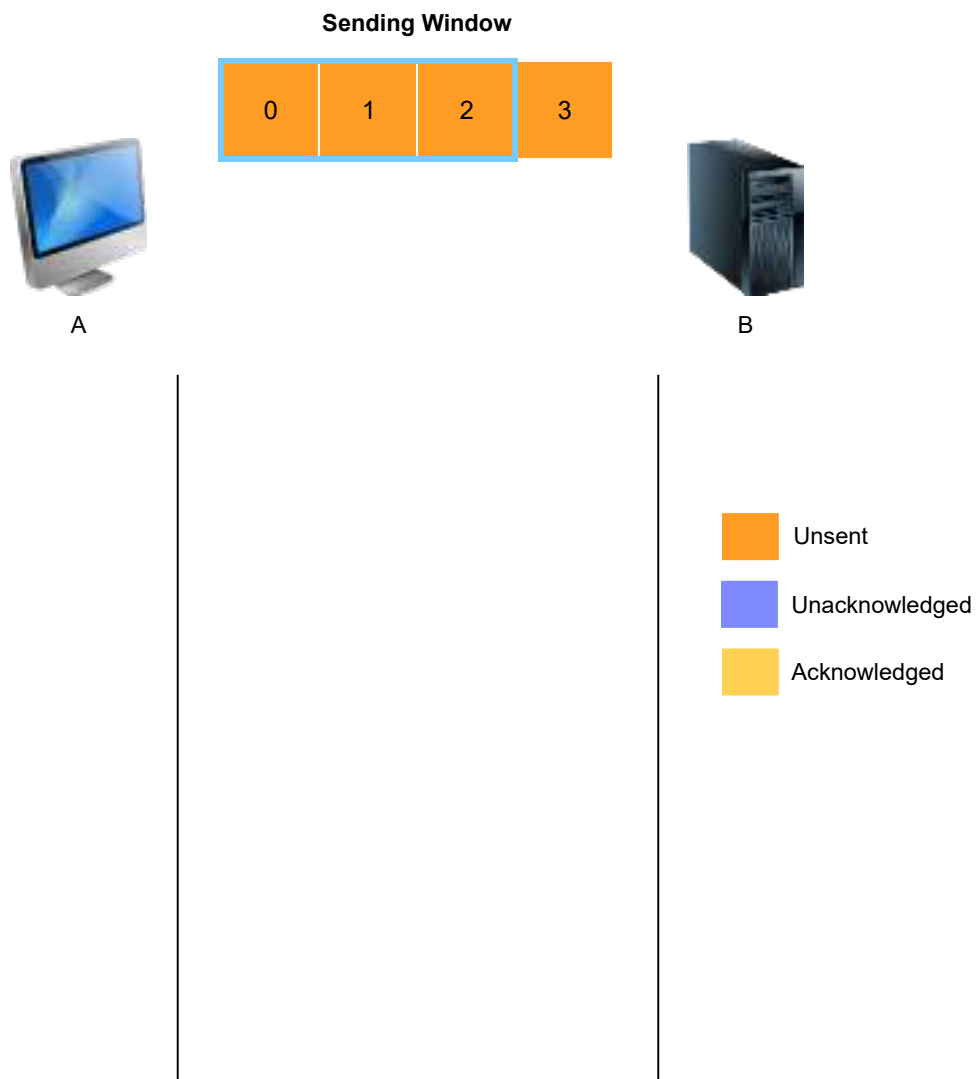 Sending Window
0 1 2 3
A
B
Unsent
Unacknowledged
Acknowledged